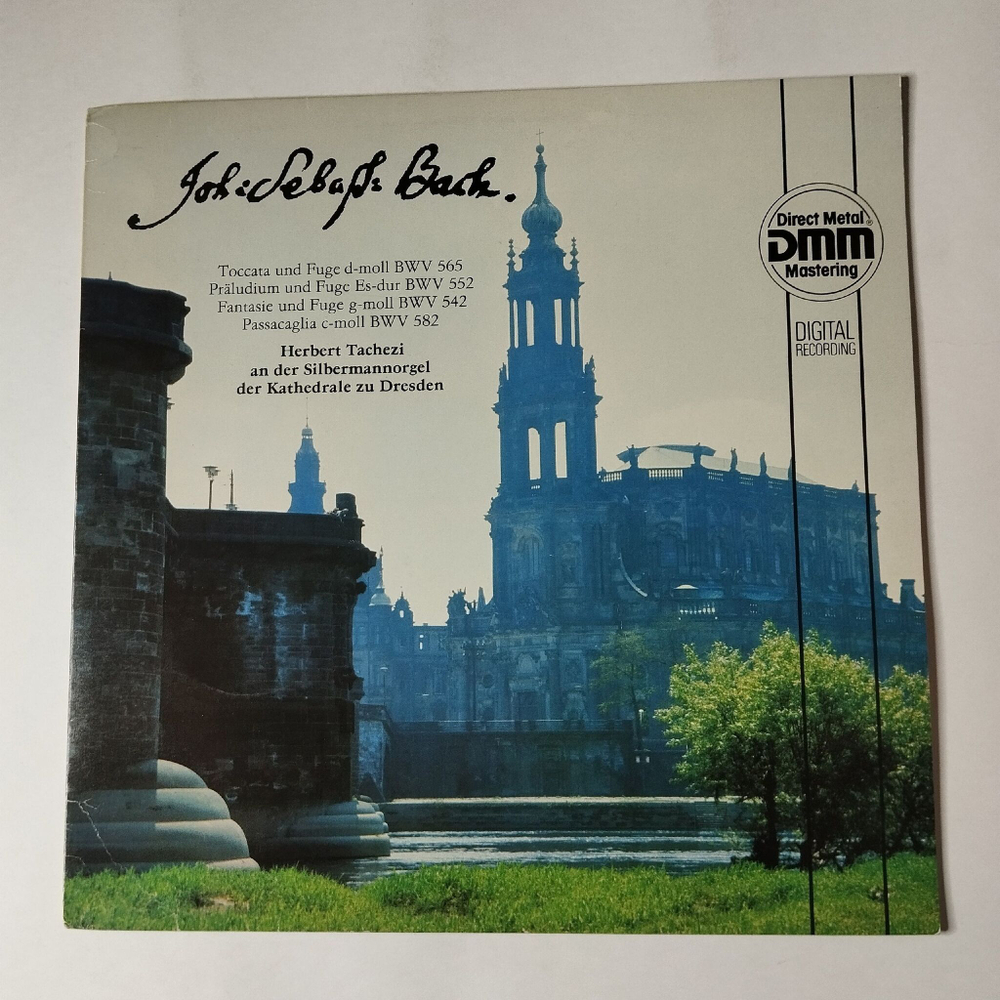 Joh: Sebast: Bach.
Toccata und Fuge d-moll BWV 565
Präludium und Fuge Es-dur BWV 552
Fantasie und Fuge g-moll BWV 542
Passacaglia c-moll BWV 582
Herbert Tachezi
an der Silbermannorgel
der Kathedrale zu Dresden
Direct Metal®
DMM
Mastering
DIGITAL
RECORDING